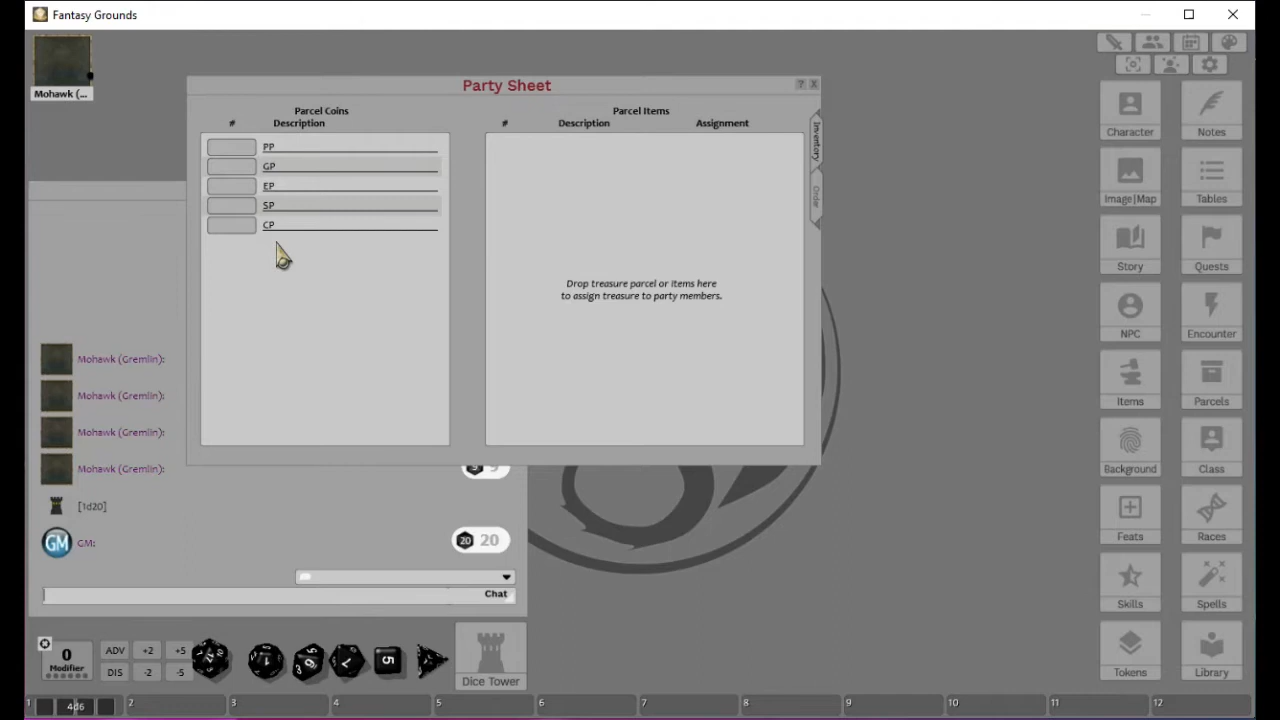 Fantasy Grounds
Mohawk (...
Party Sheet
? X
Parcel Coins
# Description
PP
GP
EP
SP
CP
Parcel Items
# Description Assignment
Drop treasure parcel or items here
to assign treasure to party members.
Inventory
Order
Character
Notes
Image|Map
Tables
Story
Quests
NPC
Encounter
Items
Parcels
Background
Class
Feats
Races
Skills
Spells
Tokens
Library
Mohawk (Gremlin):
Mohawk (Gremlin):
Mohawk (Gremlin):
Mohawk (Gremlin):
[1d20]
GM GM:
20 20
Chat
0
Modifier
ADV +2 +5
DIS -2 -5
Dice Tower
1 4d6 2 3 4 5 6 7 8 9 10 11 12